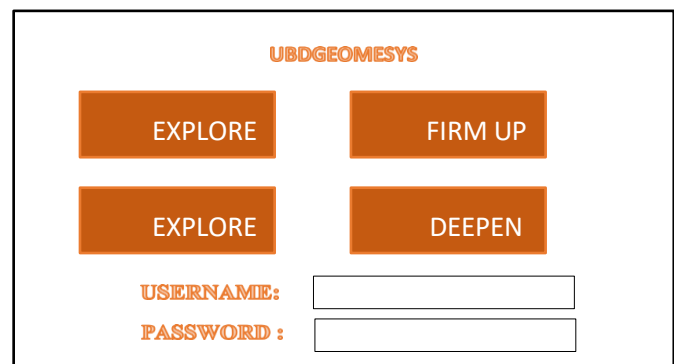 UBDGEOMESYS
EXPLORE FIRM UP
EXPLORE DEEPEN
USERNAME:
PASSWORD :